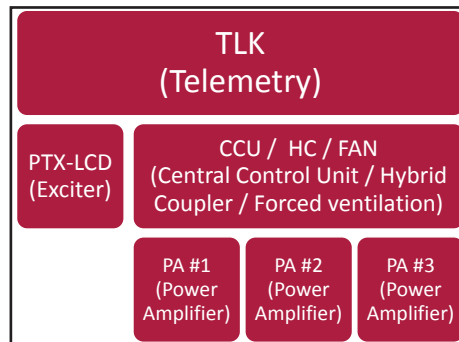 TLK
(Telemetry)
PTX-LCD
(Exciter)
CCU / HC / FAN
(Central Control Unit / Hybrid
Coupler / Forced ventilation)
PA #1
(Power
Amplifier)
PA #2
(Power
Amplifier)
PA #3
(Power
Amplifier)